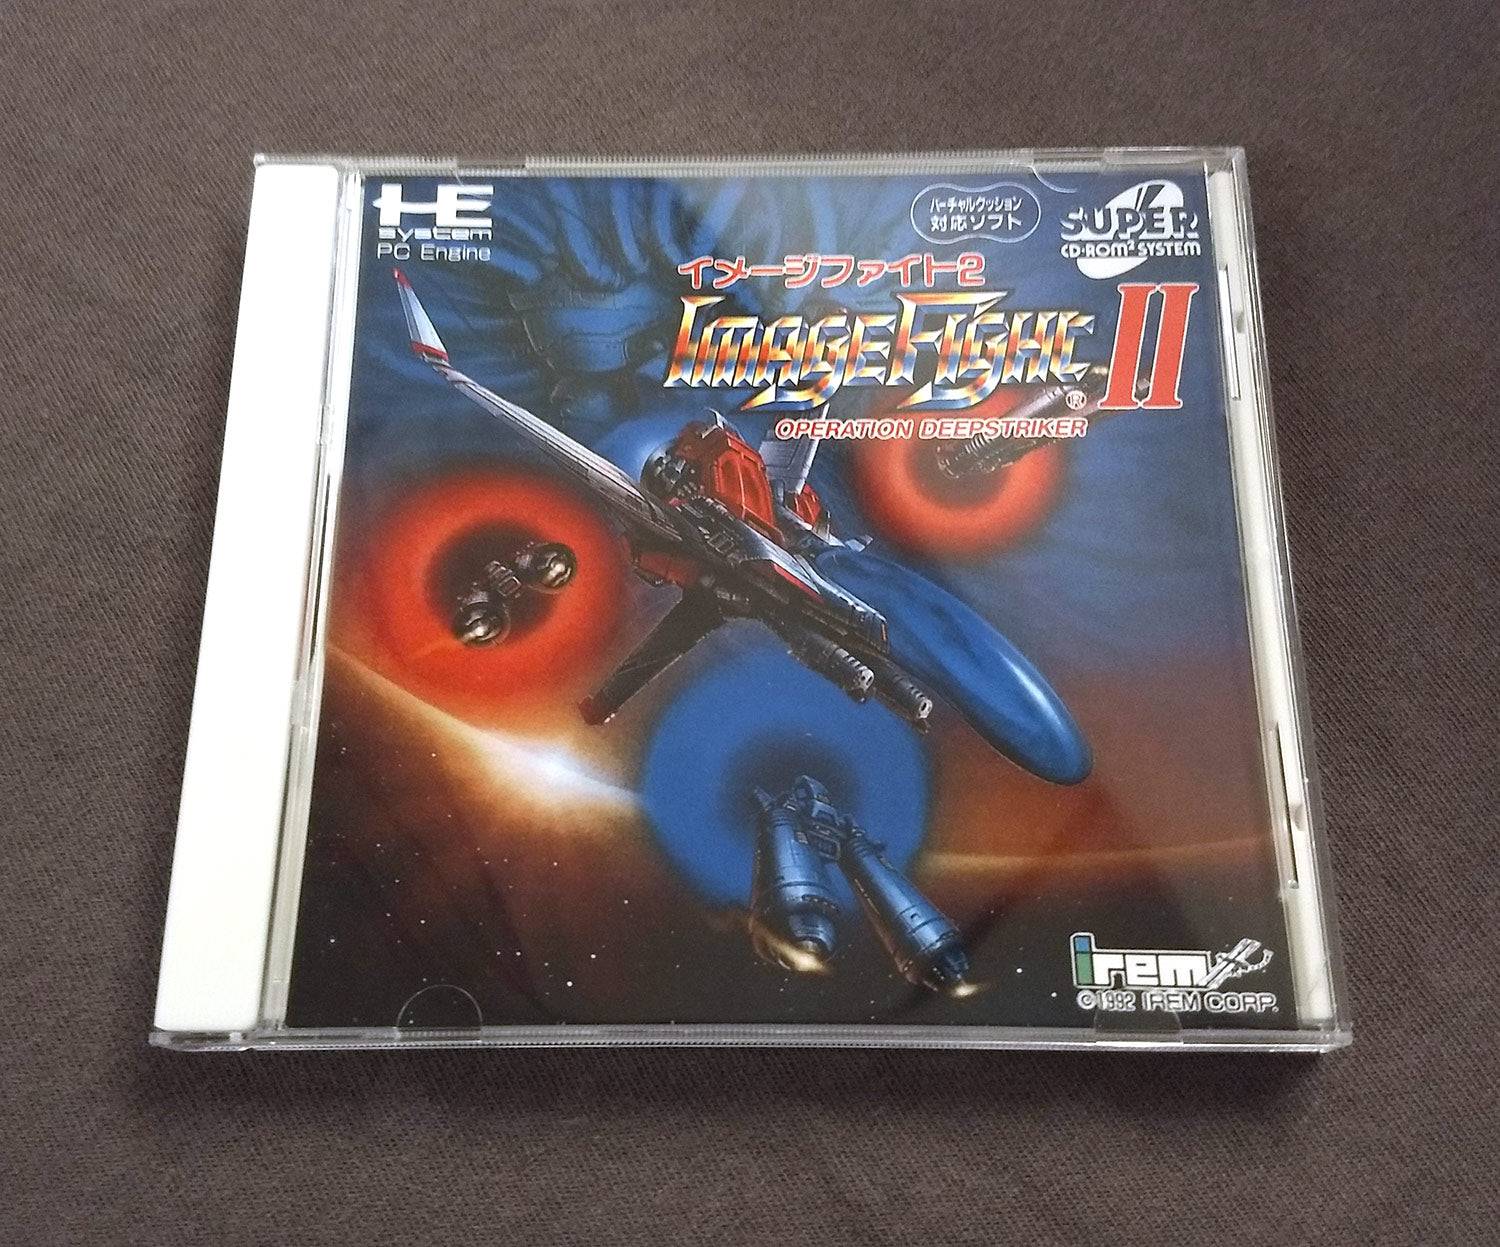 HE
system
PC Engine
バーチャルクッション
対応ソフト
SUPER
CD-ROM² SYSTEM
イメージファイト2
IMAGE FIGHT II
®
OPERATION DEEPSTRIKER
irem
©1992 IREM CORP.